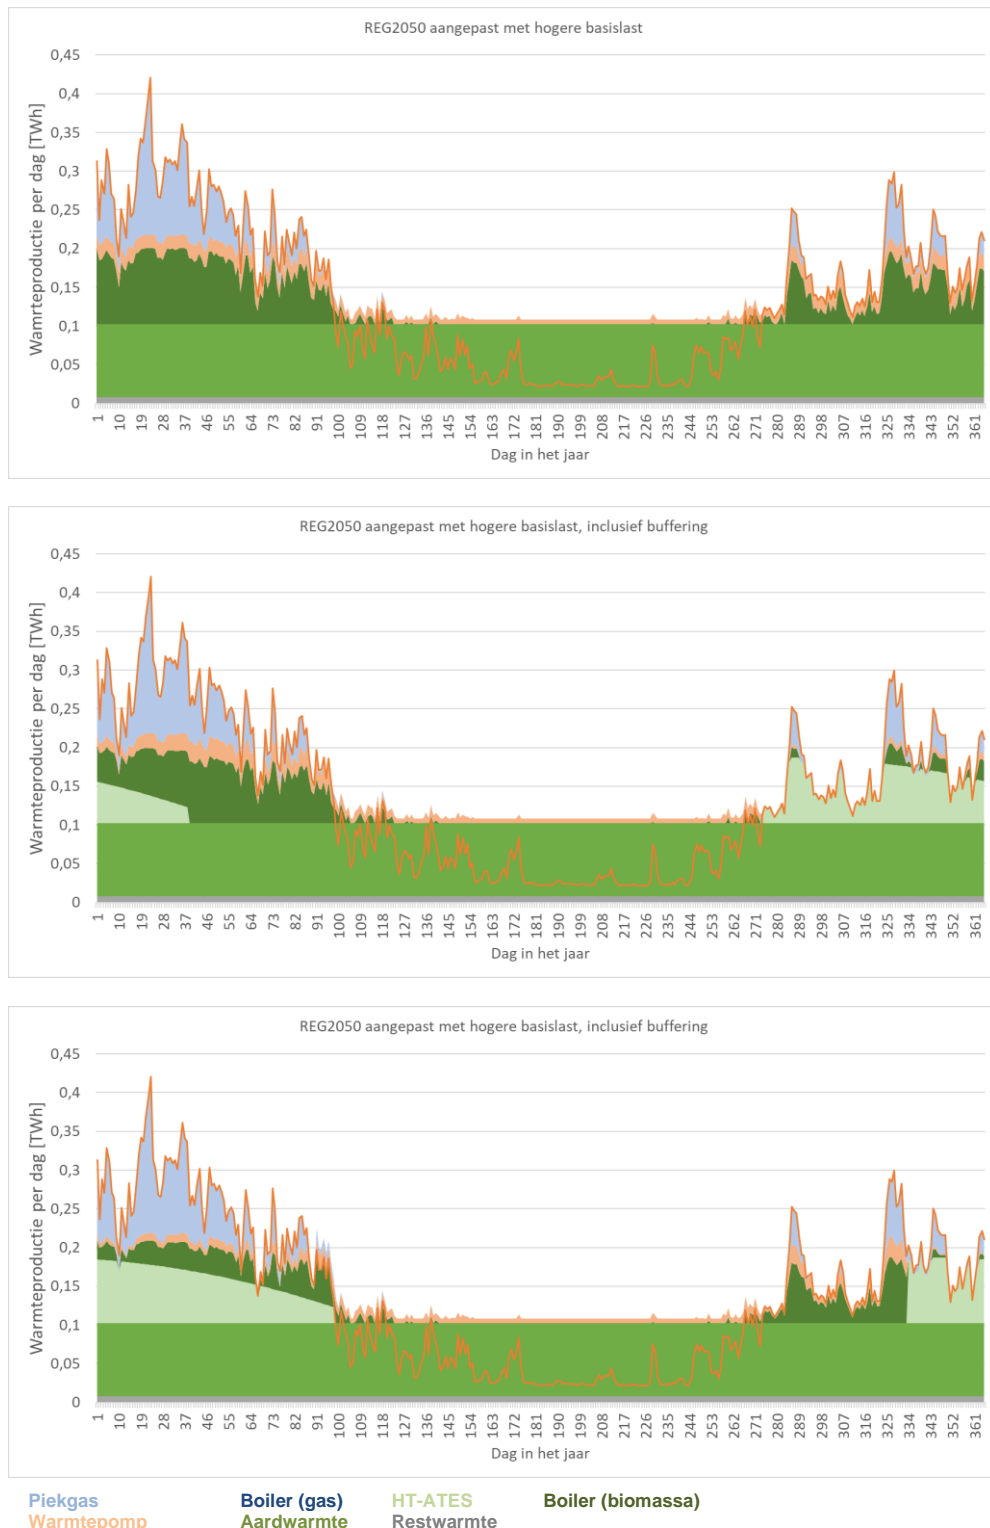 REG2050 aangepast met hogere basislast
Wamrteproductie per dag [TWh]
0,45
0,4
0,35
0,3
0,25
0,2
0,15
0,1
0,05
0
1 10 19 28 37 46 55 64 73 82 91 100 109 118 127 136 145 154 163 172 181 190 199 208 217 226 235 244 253 262 271 280 289 298 307 316 325 334 343 352 361
Dag in het jaar
REG2050 aangepast met hogere basislast, inclusief buffering
Warmteproductie per dag [TWh]
0,45
0,4
0,35
0,3
0,25
0,2
0,15
0,1
0,05
0
1 10 19 28 37 46 55 64 73 82 91 100 109 118 127 136 145 154 163 172 181 190 199 208 217 226 235 244 253 262 271 280 289 298 307 316 325 334 343 352 361
Dag in het jaar
REG2050 aangepast met hogere basislast, inclusief buffering
Warmteproductie per dag [TWh]
0,45
0,4
0,35
0,3
0,25
0,2
0,15
0,1
0,05
0
1 10 19 28 37 46 55 64 73 82 91 100 109 118 127 136 145 154 163 172 181 190 199 208 217 226 235 244 253 262 271 280 289 298 307 316 325 334 343 352 361
Dag in het jaar
Piekgas Boiler (gas) HT-ATES Boiler (biomassa)
Warmtepomp Aardwarmte Restwarmte